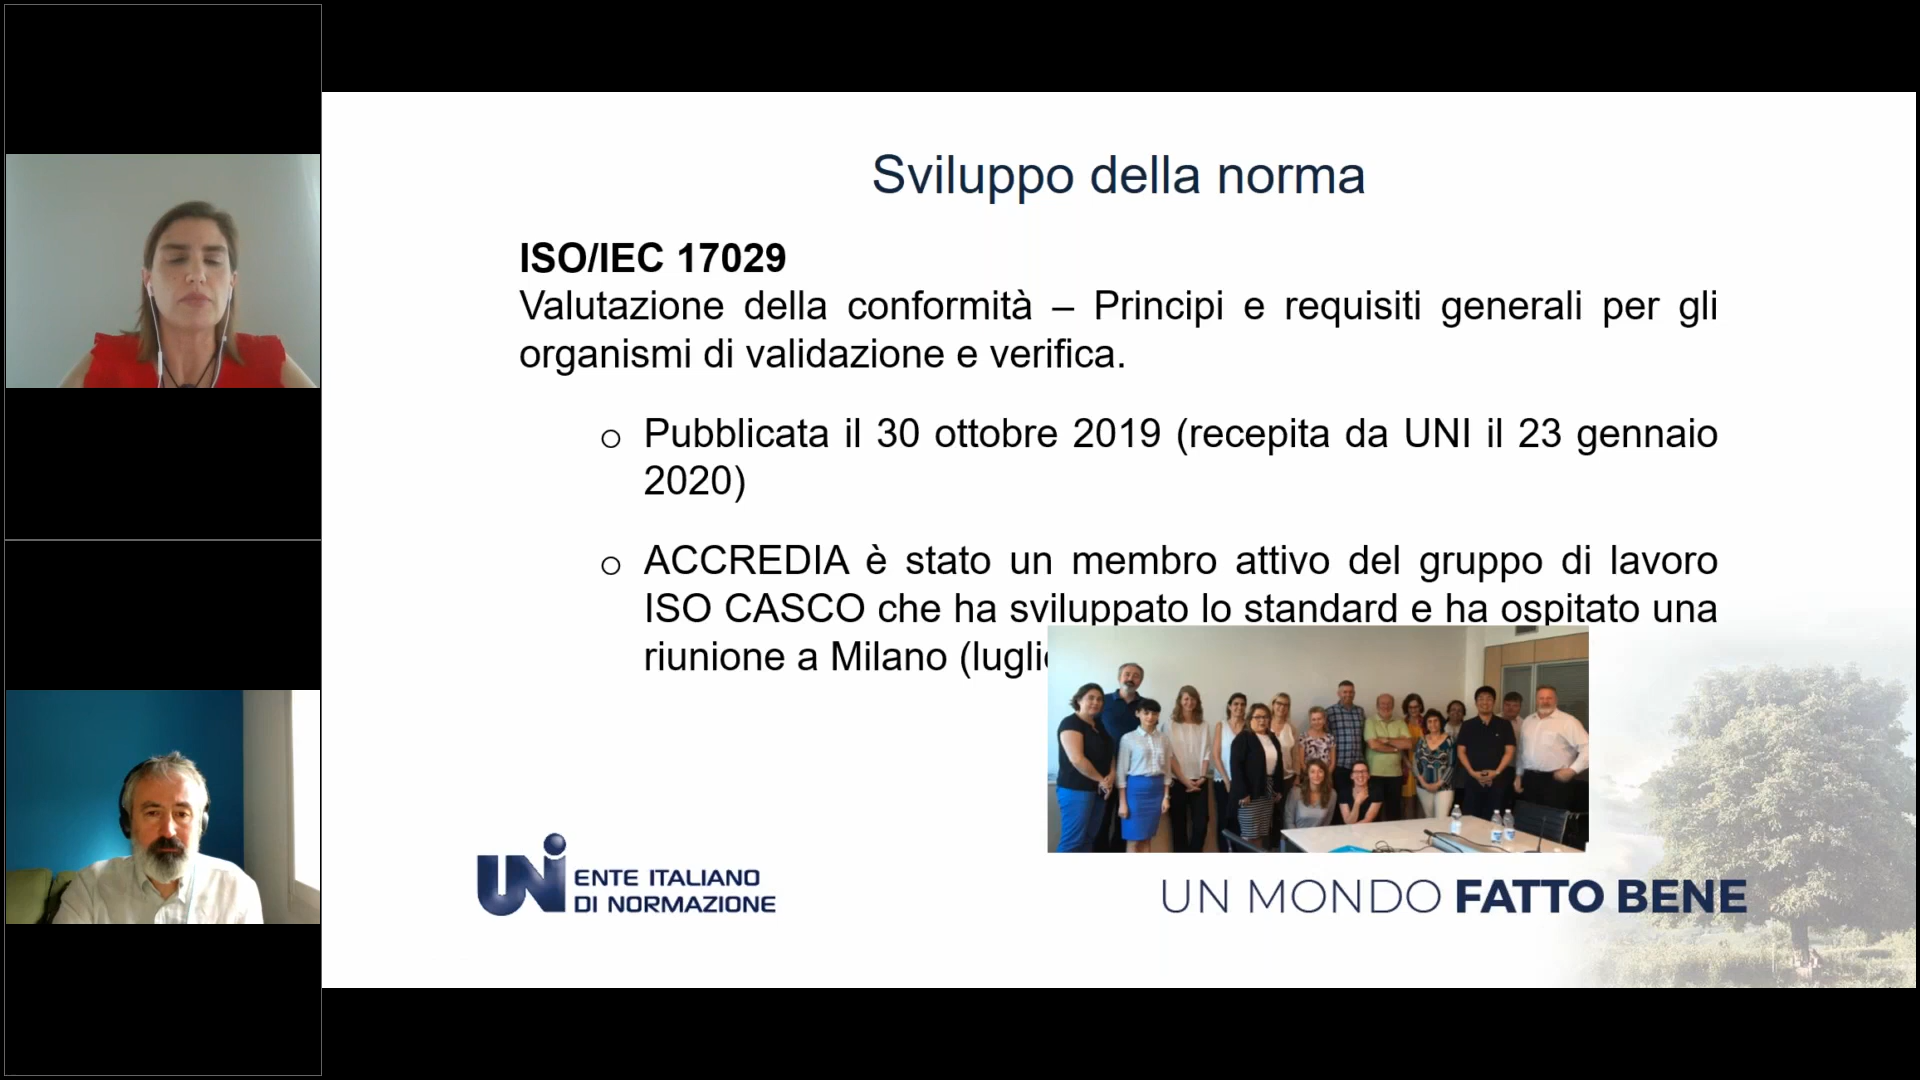 Sviluppo della norma
ISO/IEC 17029
Valutazione della conformità – Principi e requisiti generali per gli
organismi di validazione e verifica.
o Pubblicata il 30 ottobre 2019 (recepita da UNI il 23 gennaio
2020)
o ACCREDIA è stato un membro attivo del gruppo di lavoro
ISO CASCO che ha sviluppato lo standard e ha ospitato una
riunione a Milano
UNI ENTE ITALIANO
DI NORMAZIONE
UN MONDO FATTO BENE